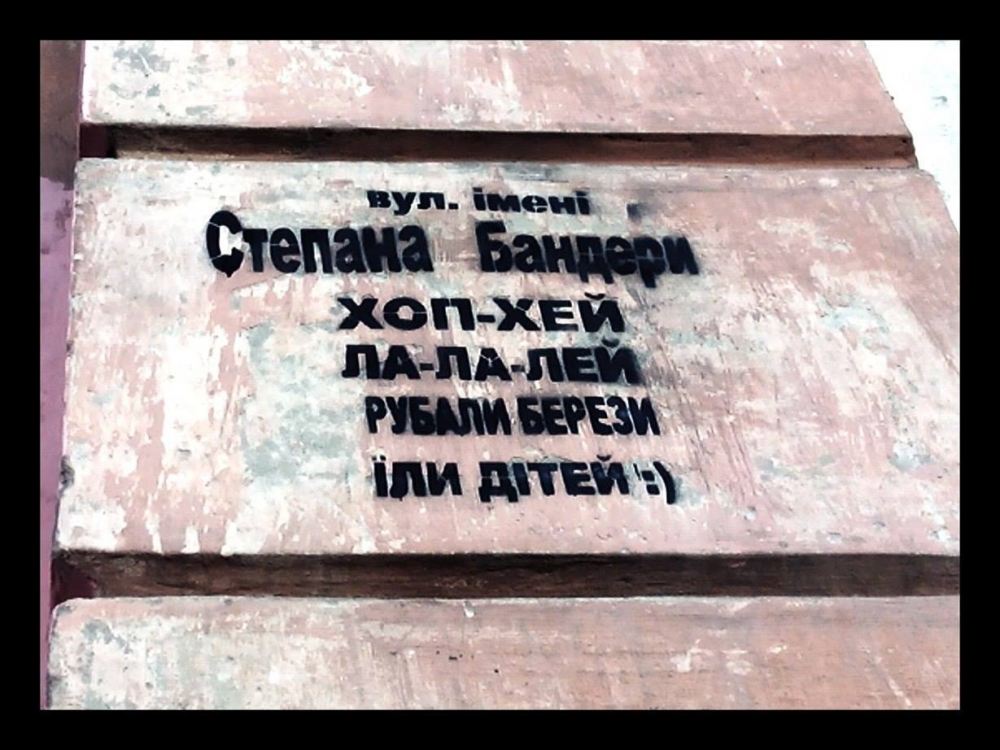 вул. імені
Степана Бандери
ХОП-ХЕЙ
ЛА-ЛА-ЛЕЙ
РУБАЛИ БЕРЕЗИ
ЇЛИ ДІТЕЙ :)